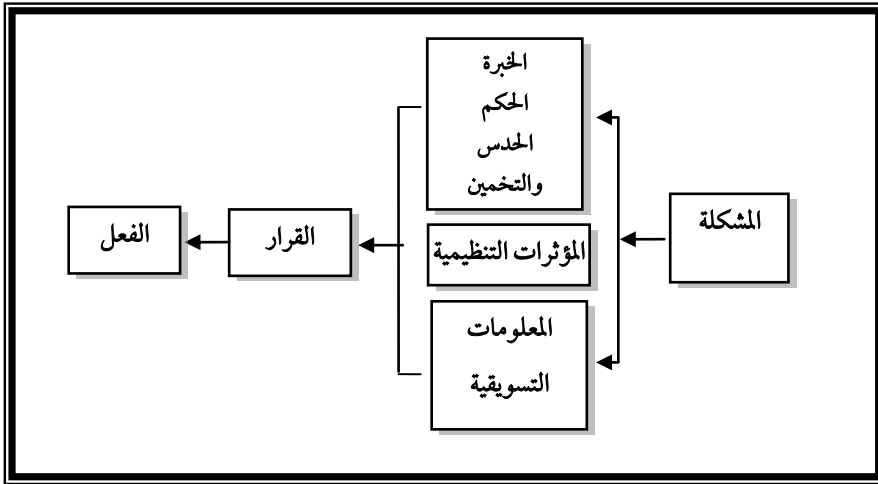 المشكلة
الخبرة
الحكم
الحدس
والتخمين
المؤثرات التنظيمية
المعلومات
التسويقية
القرار
الفعل